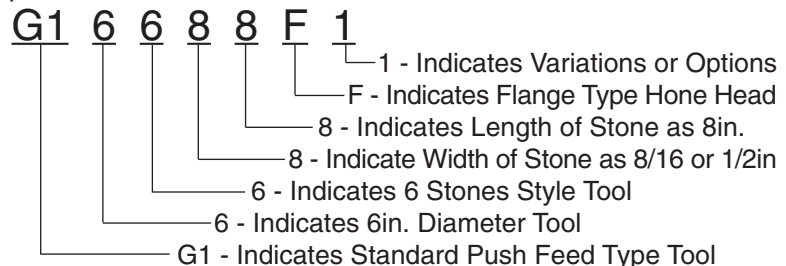 G1 6 6 8 8 F 1
1 - Indicates Variations or Options
F - Indicates Flange Type Hone Head
8 - Indicates Length of Stone as 8in.
8 - Indicate Width of Stone as 8/16 or 1/2in
6 - Indicates 6 Stones Style Tool
6 - Indicates 6in. Diameter Tool
G1 - Indicates Standard Push Feed Type Tool